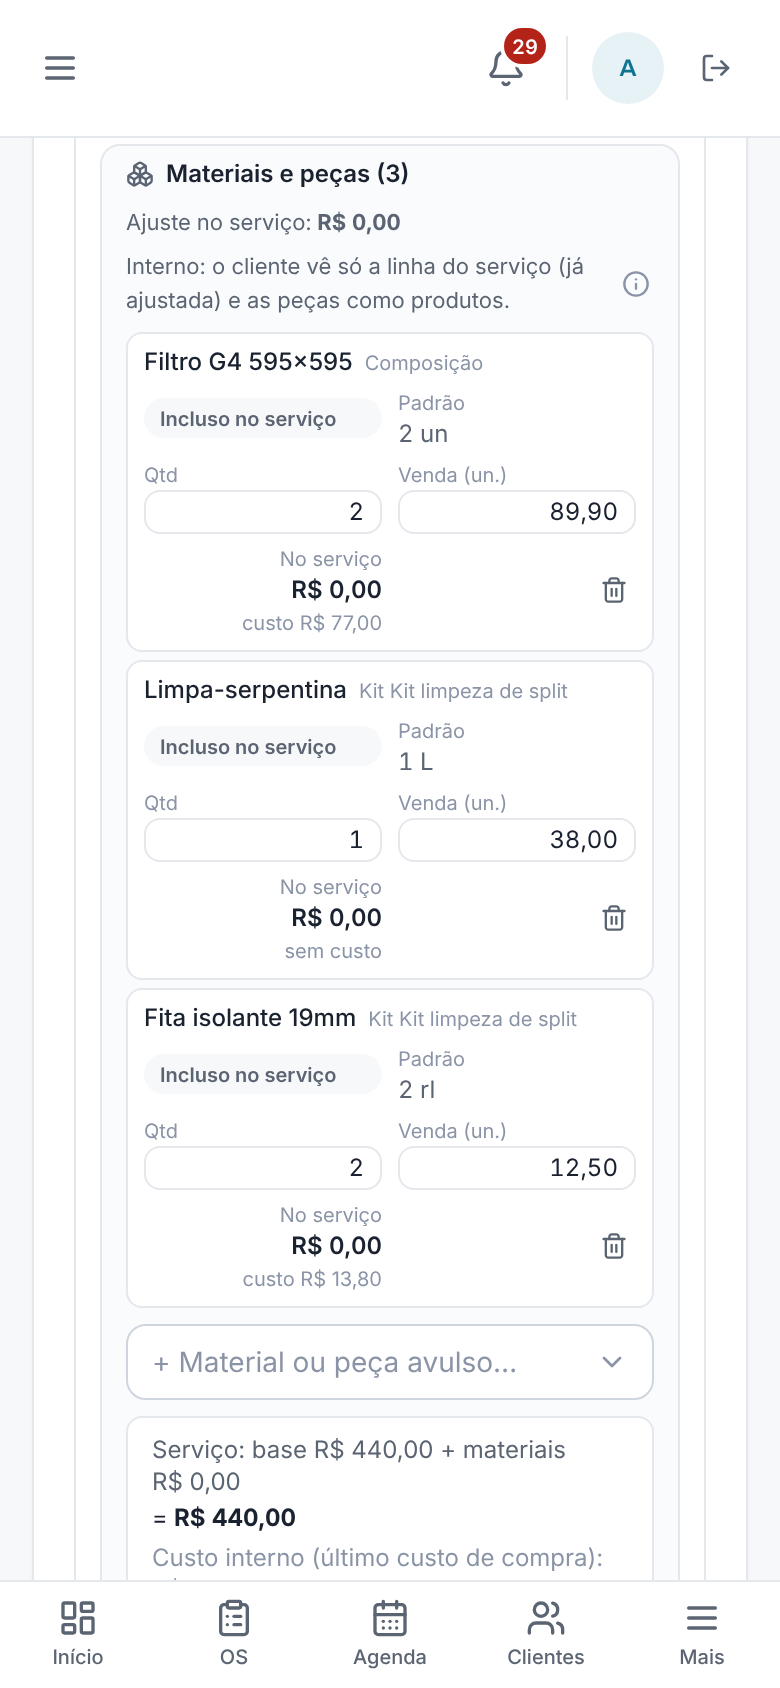 29
A
Materiais e peças (3)
Ajuste no serviço: R$ 0,00
Interno: o cliente vê só a linha do serviço (já
ajustada) e as peças como produtos.
Filtro G4 595×595 Composição
Incluso no serviço
Padrão
2 un
Qtd
Venda (un.)
2
89,90
No serviço
R$ 0,00
custo R$ 77,00
Limpa-serpentina Kit Kit limpeza de split
Incluso no serviço
Padrão
1 L
Qtd
Venda (un.)
1
38,00
No serviço
R$ 0,00
sem custo
Fita isolante 19mm Kit Kit limpeza de split
Incluso no serviço
Padrão
2 rl
Qtd
Venda (un.)
2
12,50
No serviço
R$ 0,00
custo R$ 13,80
+ Material ou peça avulso...
Serviço: base R$ 440,00 + materiais
R$ 0,00
= R$ 440,00
Custo interno (último custo de compra):
Início
OS
Agenda
Clientes
Mais